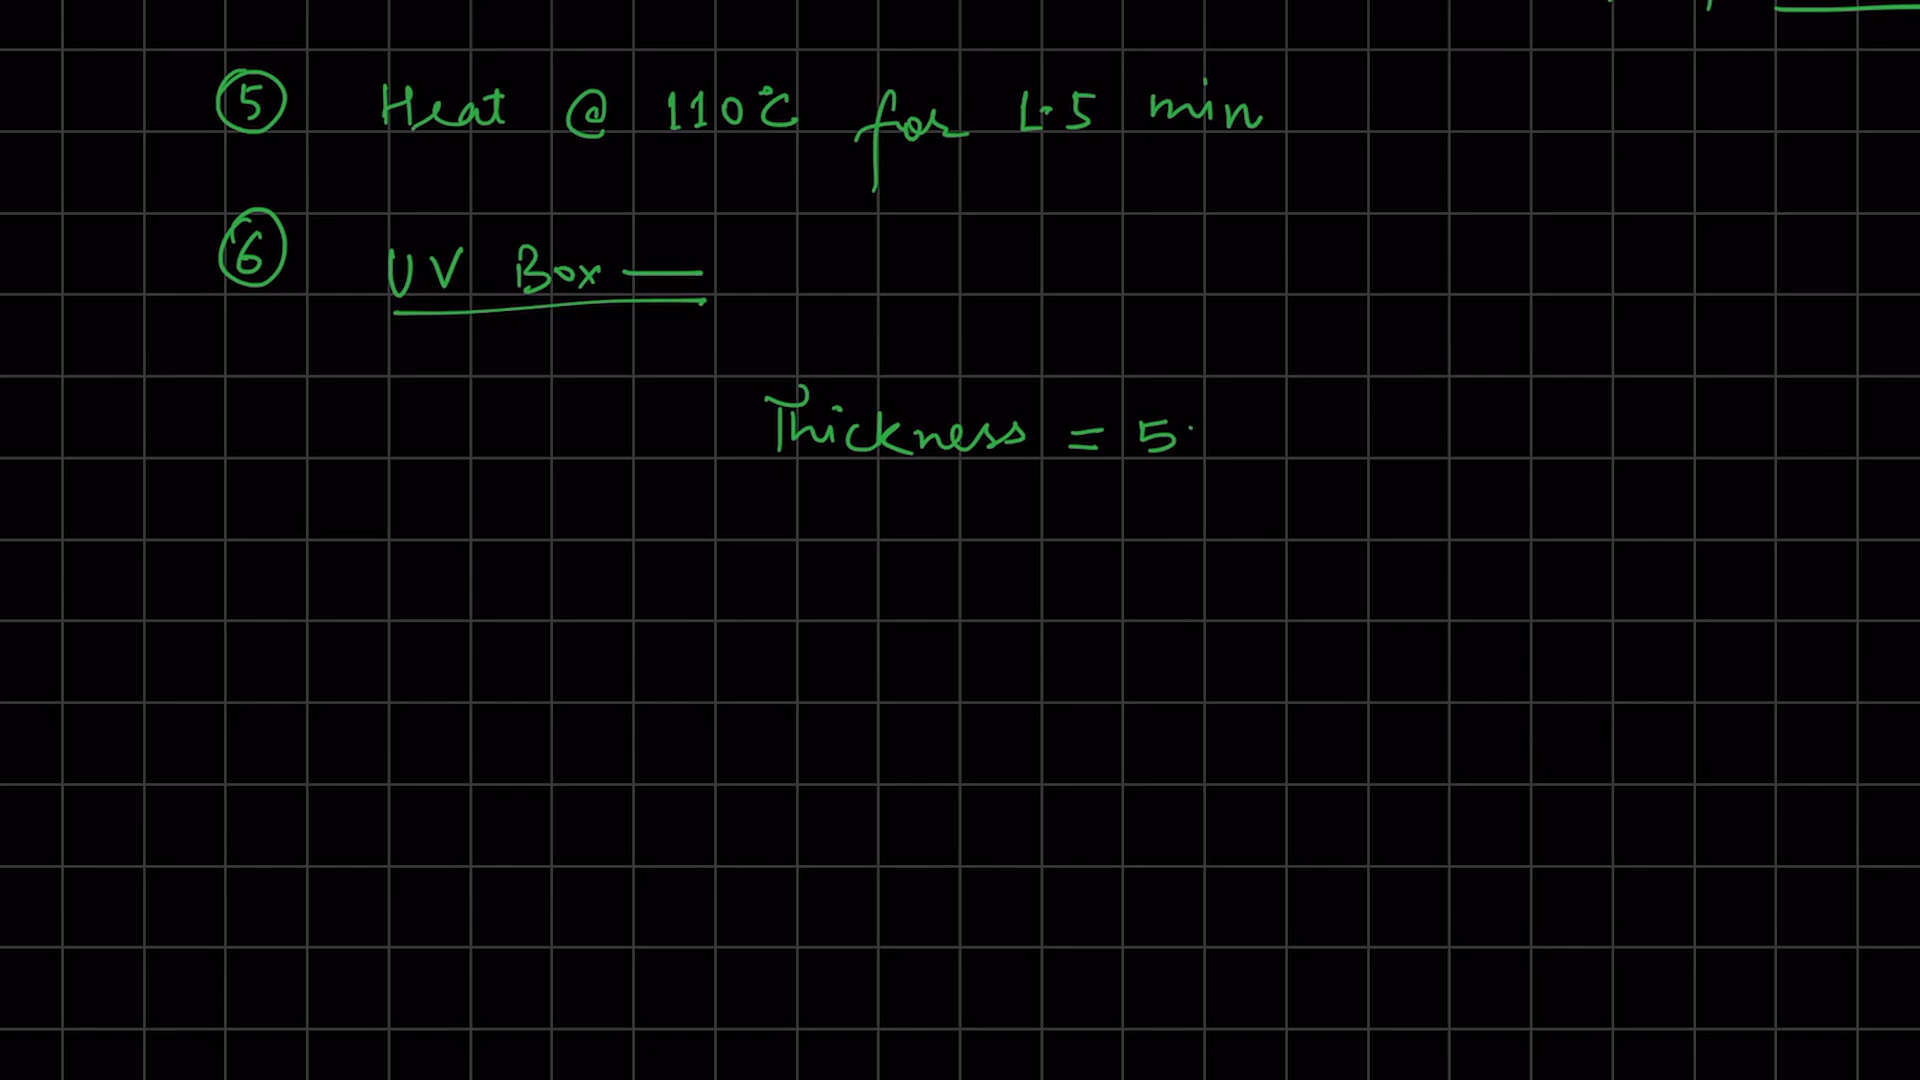 ⑤ Heat @ 110°C for 1.5 min
⑥ UV Box —
Thickness = 5.